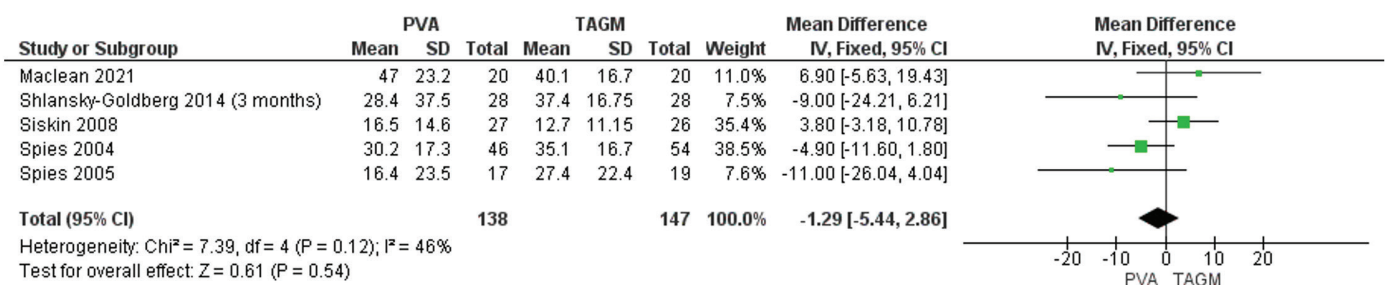 PVA TAGM Mean Difference Mean Difference
Study or Subgroup Mean SD Total Mean SD Total Weight IV, Fixed, 95% CI IV, Fixed, 95% CI
Maclean 2021 47 23.2 20 40.1 16.7 20 11.0% 6.90 [-5.63, 19.43]
Shlansky-Goldberg 2014 (3 months) 28.4 37.5 28 37.4 16.75 28 7.5% -9.00 [-24.21, 6.21]
Siskin 2008 16.5 14.6 27 12.7 11.15 26 35.4% 3.80 [-3.18, 10.78]
Spies 2004 30.2 17.3 46 35.1 16.7 54 38.5% -4.90 [-11.60, 1.80]
Spies 2005 16.4 23.5 17 27.4 22.4 19 7.6% -11.00 [-26.04, 4.04]
Total (95% CI) 138 147 100.0% -1.29 [-5.44, 2.86]
Heterogeneity: Chi² = 7.39, df = 4 (P = 0.12); I² = 46%
Test for overall effect: Z = 0.61 (P = 0.54)
-20 -10 0 10 20
PVA TAGM